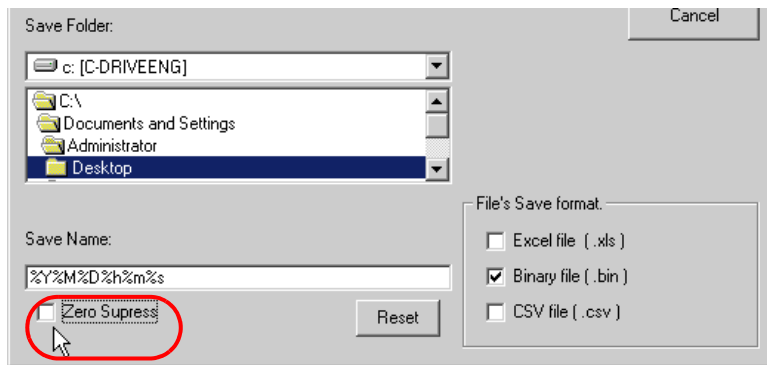 Cancel
Save Folder:
c: [C-DRIVEENG]
C:\
Documents and Settings
Administrator
Desktop
File's Save format.
Save Name:
Excel file ( .xls )
%Y%M%D%h%m%s
Binary file ( .bin )
Zero Supress
Reset
CSV file ( .csv )